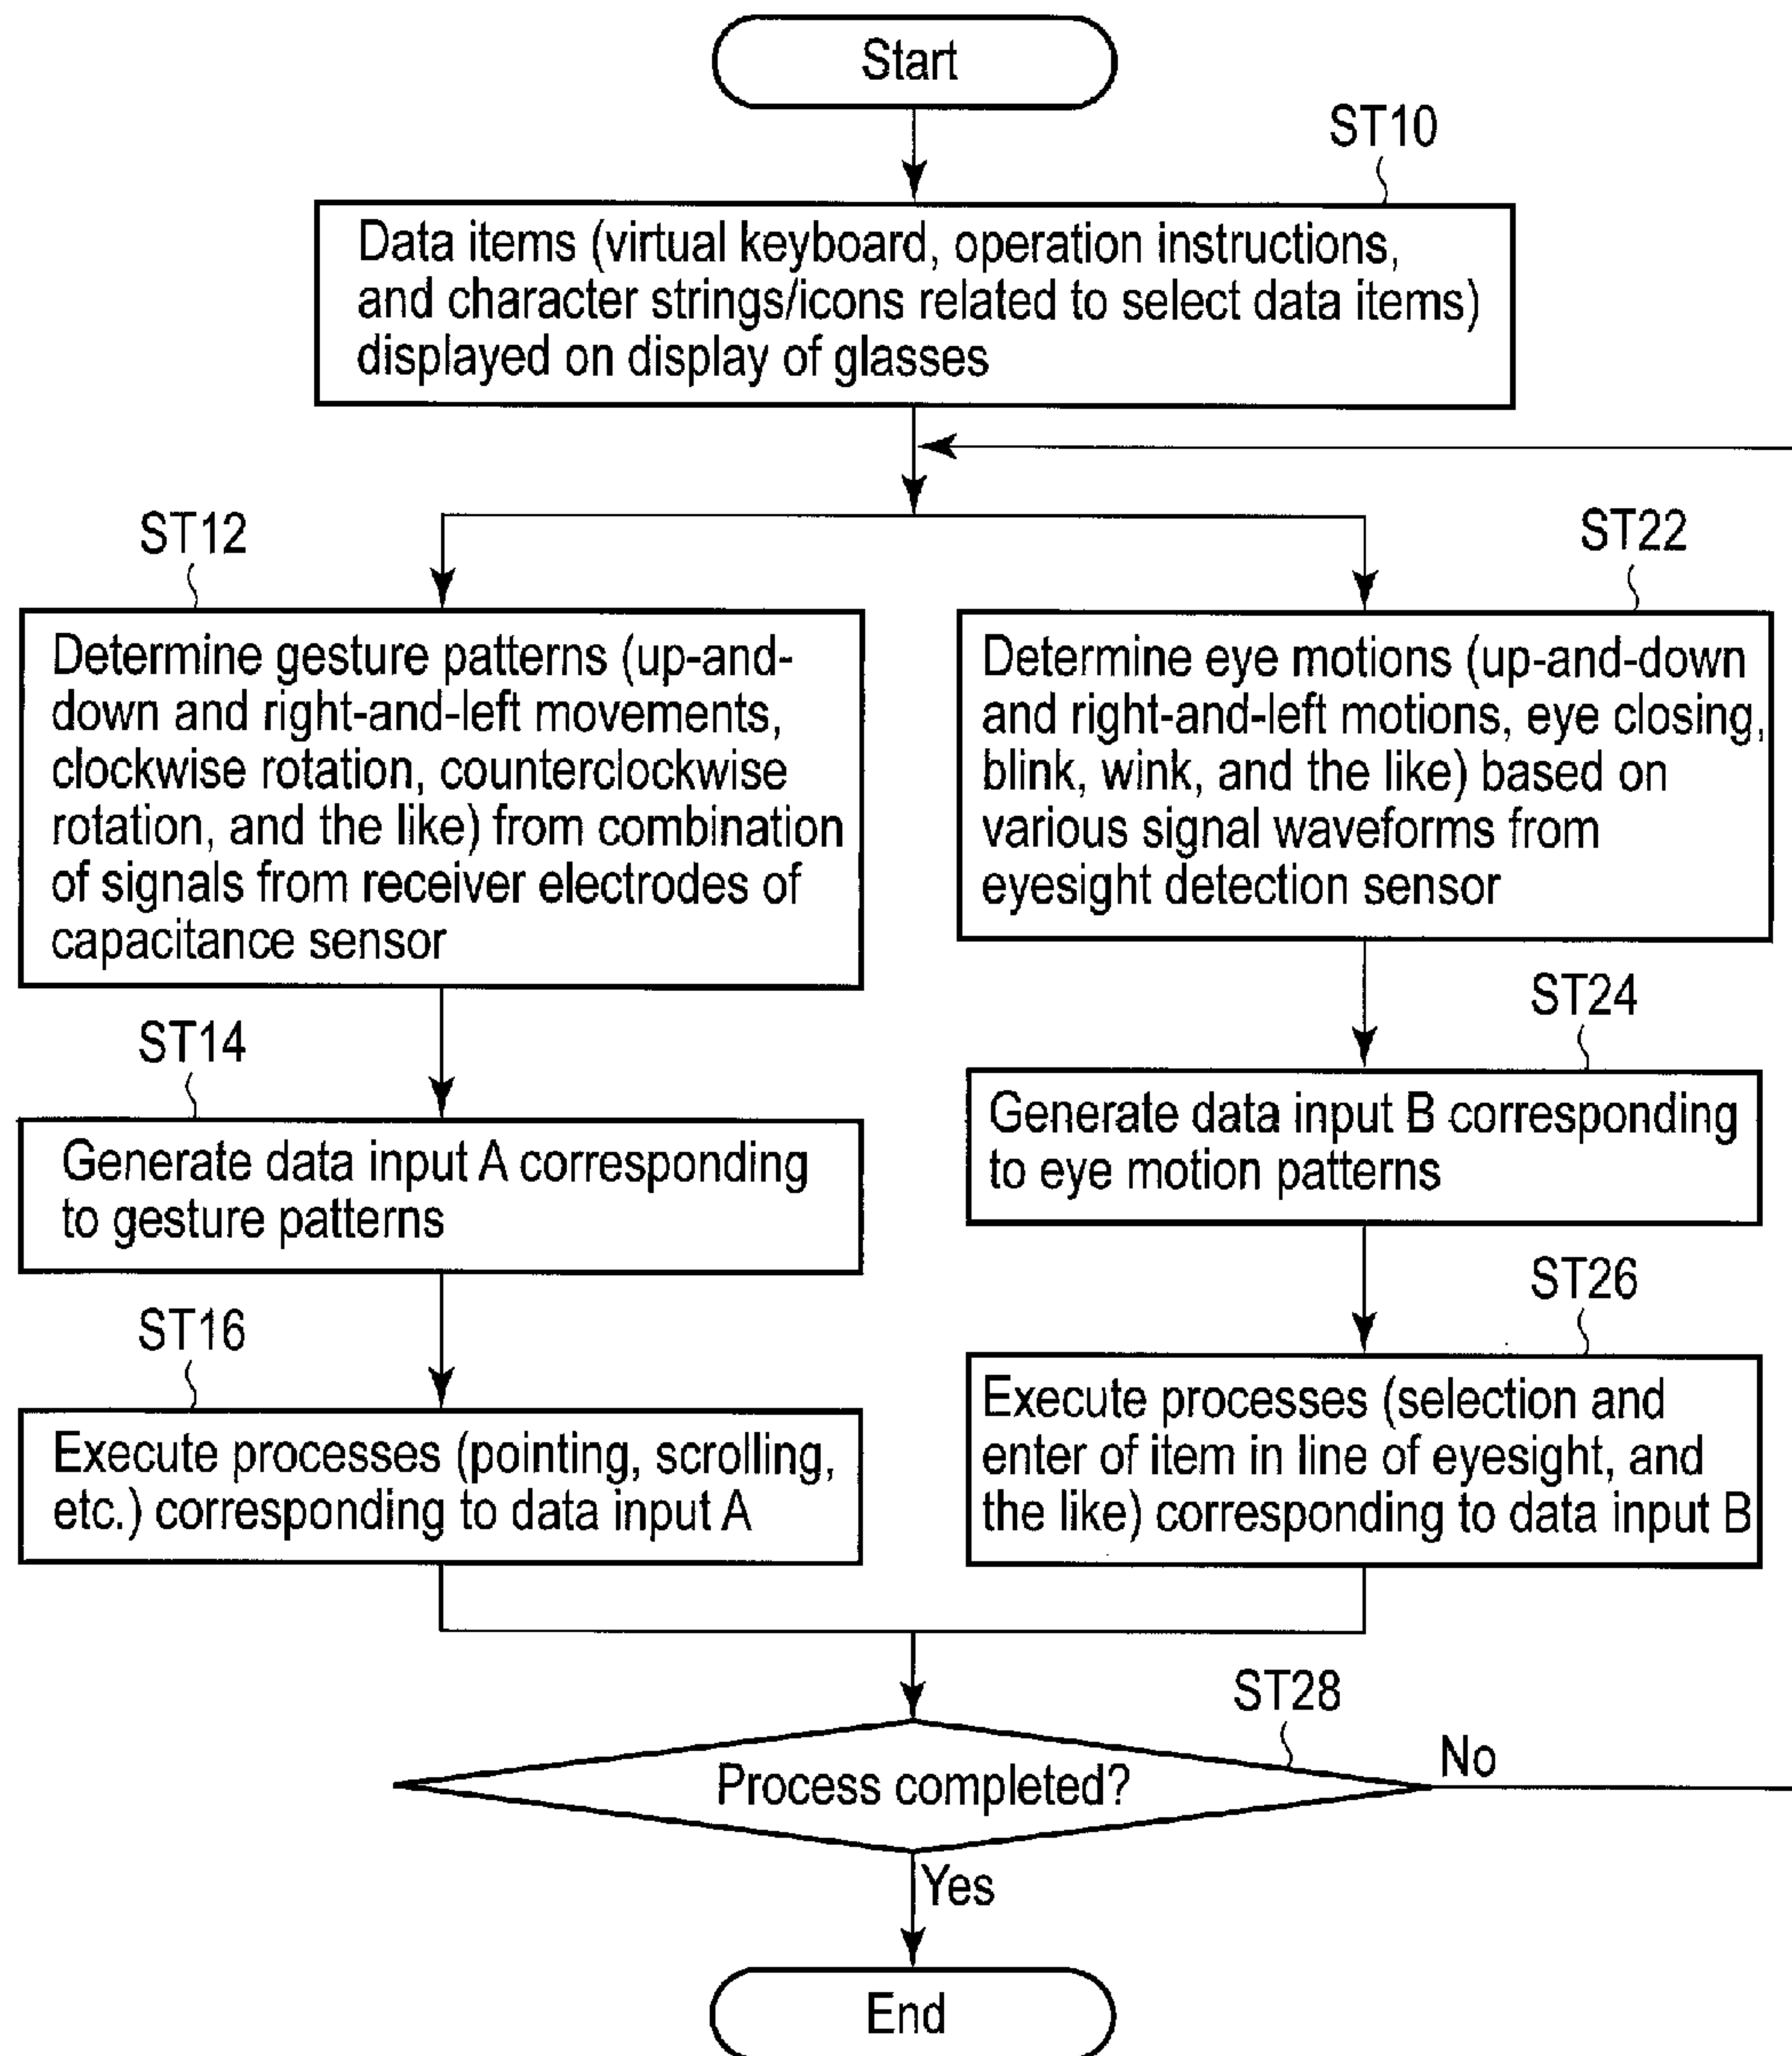 Start
ST10
Data items (virtual keyboard, operation instructions,
and character strings/icons related to select data items)
displayed on display of glasses
ST12
Determine gesture patterns (up-and-
down and right-and-left movements,
clockwise rotation, counterclockwise
rotation, and the like) from combination
of signals from receiver electrodes of
capacitance sensor
ST14
Generate data input A corresponding
to gesture patterns
ST16
Execute processes (pointing, scrolling,
etc.) corresponding to data input A
ST22
Determine eye motions (up-and-down
and right-and-left motions, eye closing,
blink, wink, and the like) based on
various signal waveforms from
eyesight detection sensor
ST24
Generate data input B corresponding
to eye motion patterns
ST26
Execute processes (selection and
enter of item in line of eyesight, and
the like) corresponding to data input B
ST28
Process completed?
No
Yes
End